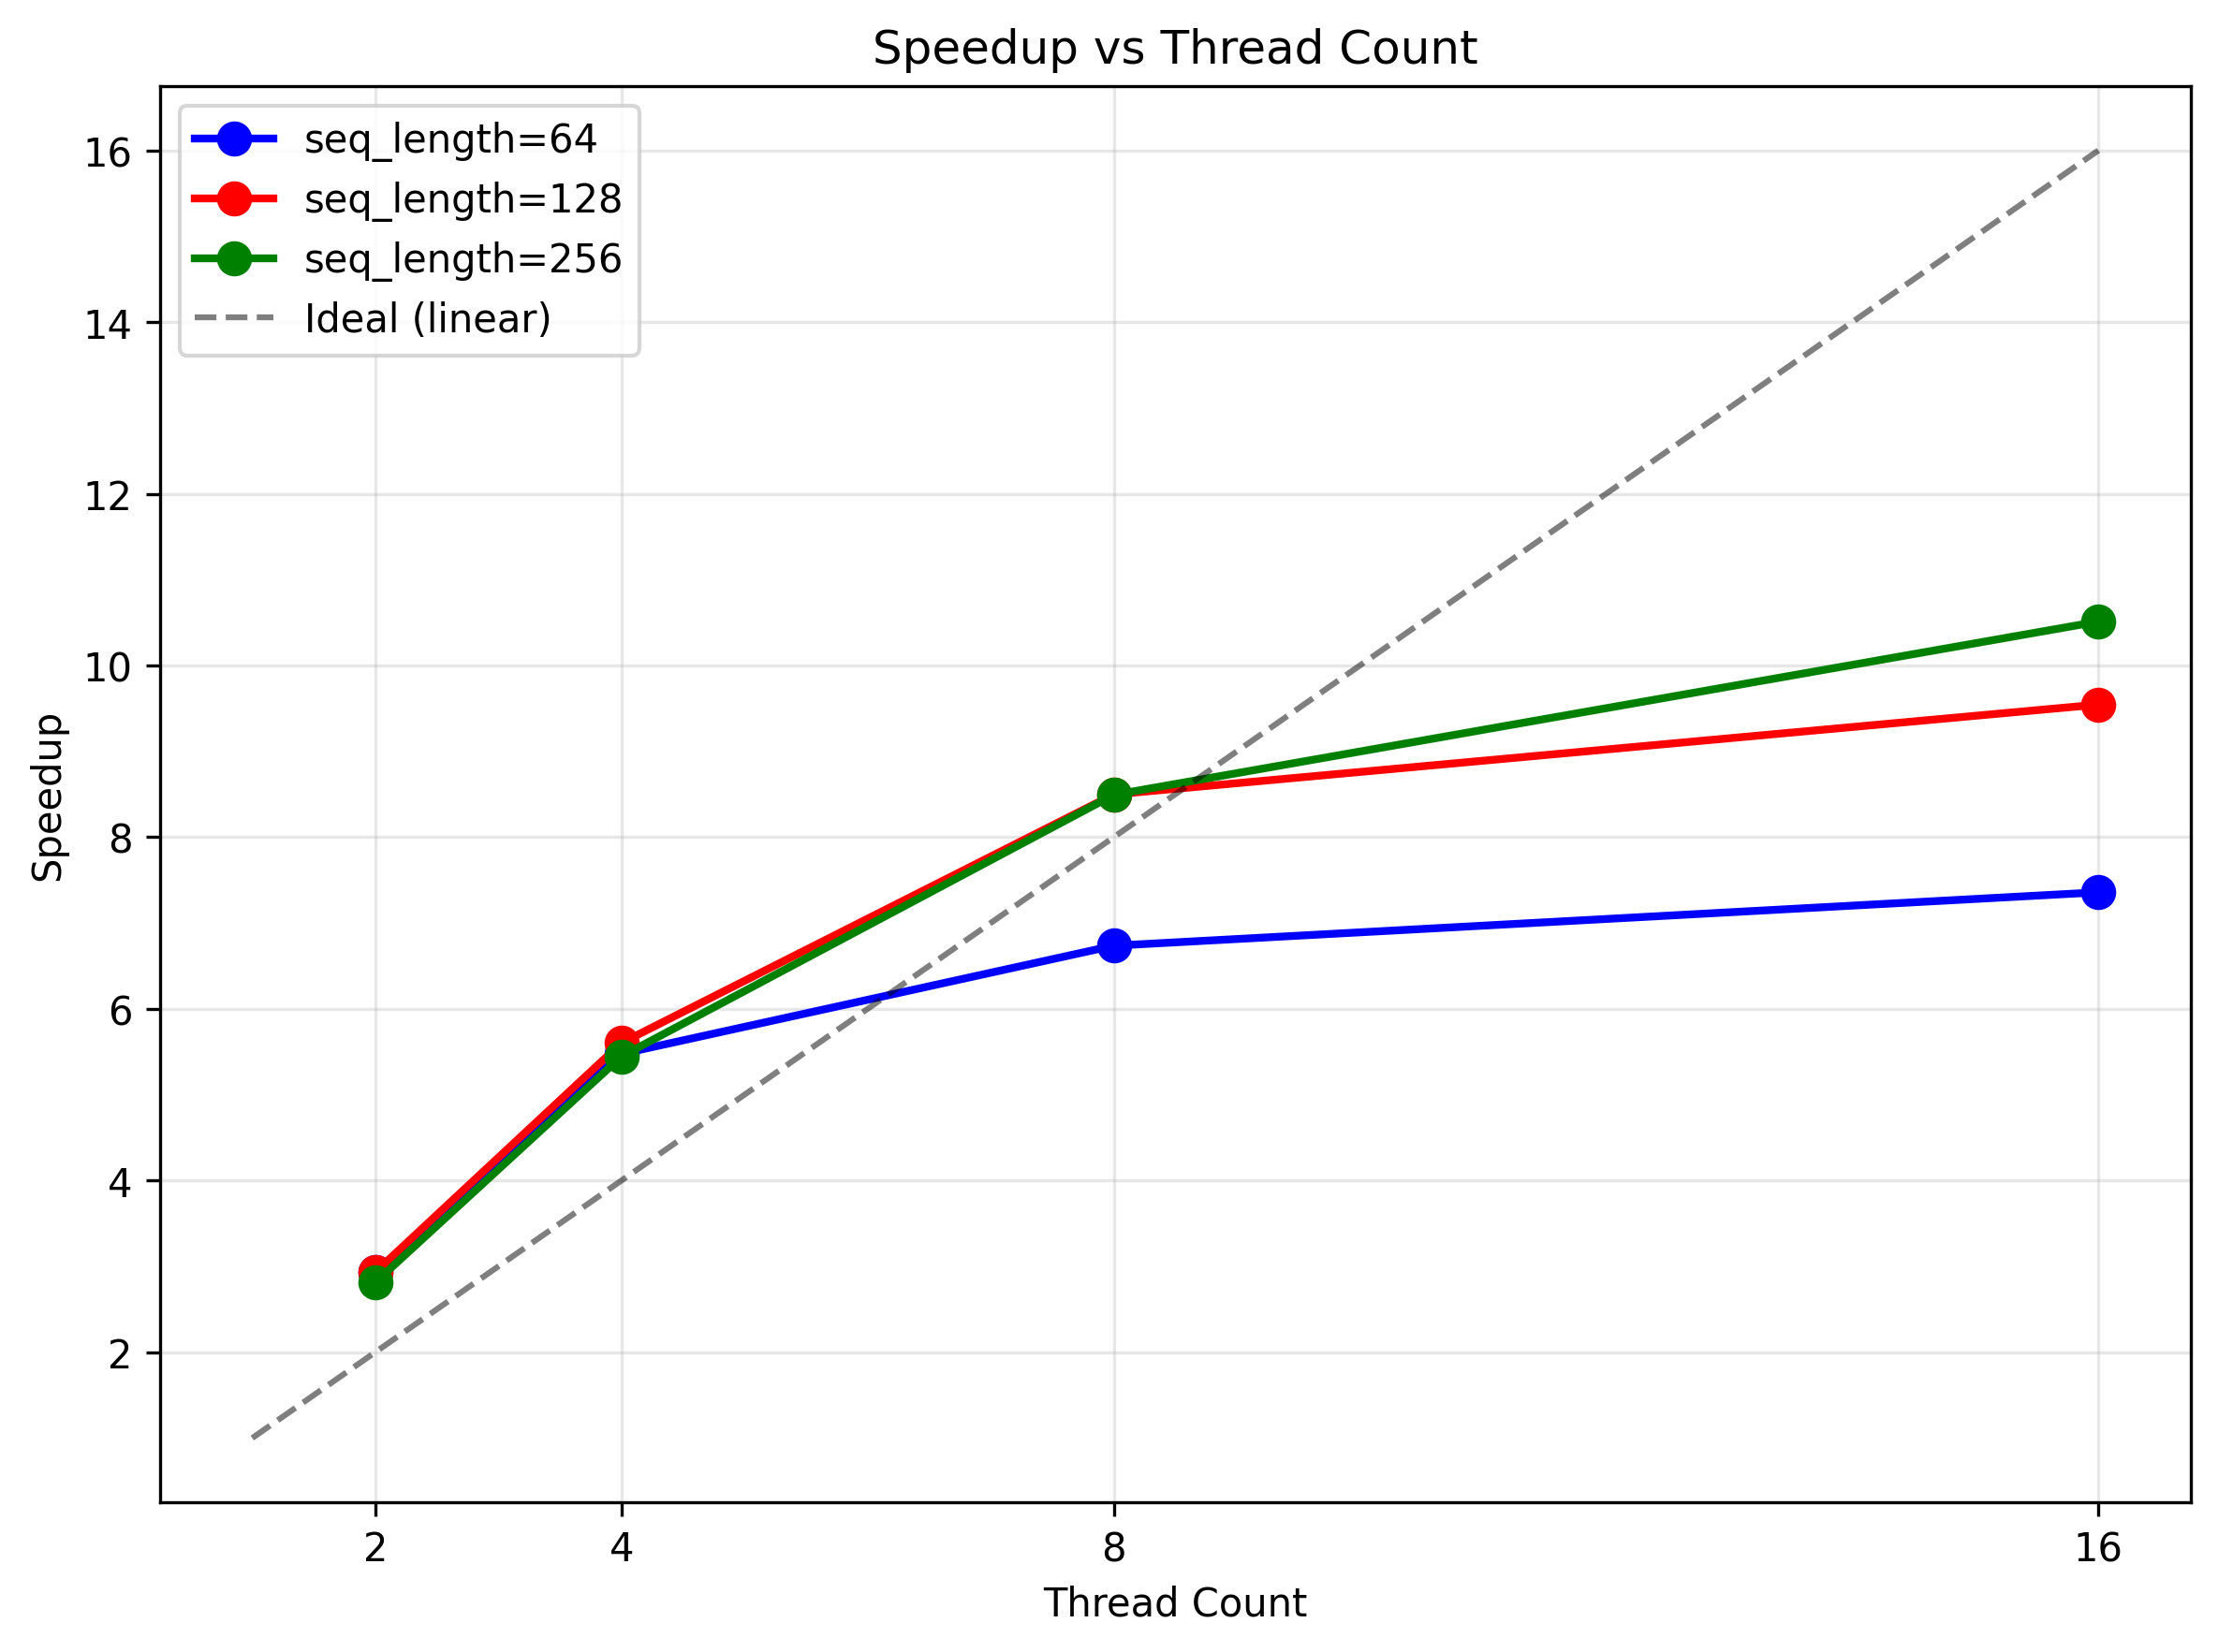 Speedup vs Thread Count
seq_length=64
seq_length=128
seq_length=256
Ideal (linear)
16
14
12
10
8
6
4
2
Speedup
2 4 8 16
Thread Count